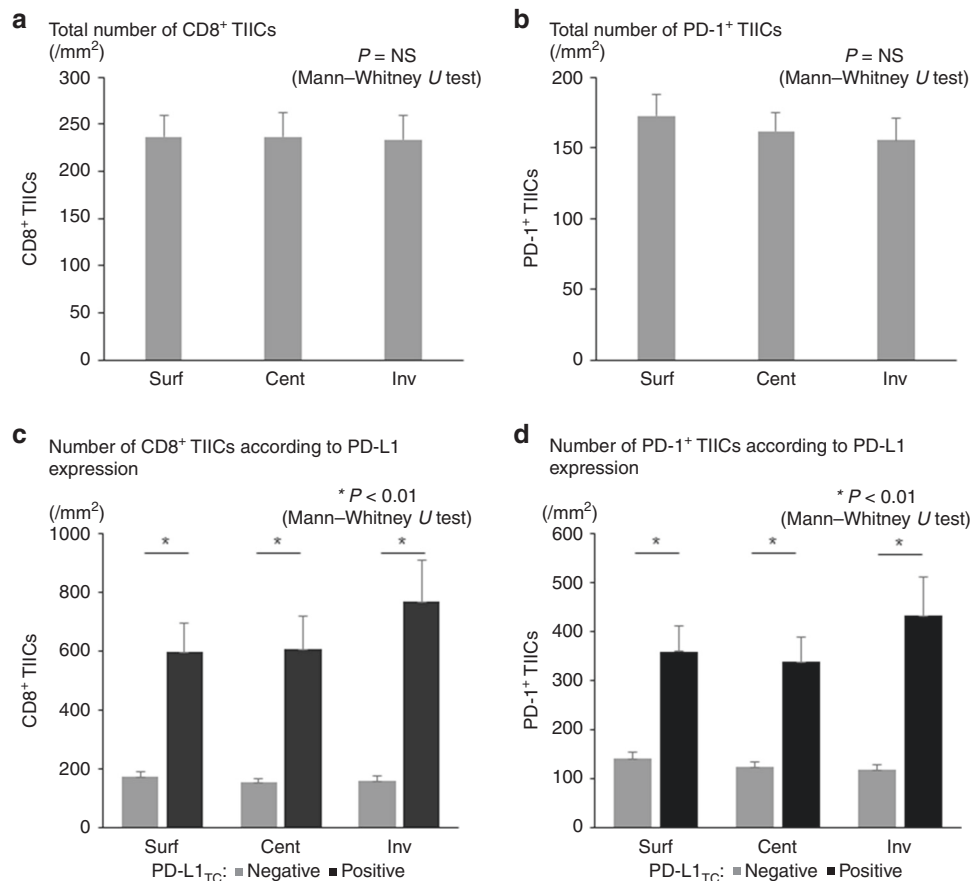 a
Total number of CD8⁺ TIICs
(/mm²)
P = NS
(Mann–Whitney U test)
300
250
200
150
100
50
0
CD8⁺ TIICs
Surf Cent Inv
b
Total number of PD-1⁺ TIICs
(/mm²)
P = NS
(Mann–Whitney U test)
200
150
100
150
0
PD-1⁺ TIICs
Surf Cent Inv
c
Number of CD8⁺ TIICs according to PD-L1
expression
(/mm²)
* P < 0.01
(Mann–Whitney U test)
1000
800
600
400
200
0
CD8⁺ TIICs
* * *
Surf Cent Inv
PD-L1TC: Negative Positive
d
Number of PD-1⁺ TIICs according to PD-L1
expression
(/mm²)
* P < 0.01
(Mann–Whitney U test)
600
500
400
300
200
100
0
PD-1⁺ TIICs
* * *
Surf Cent Inv
PD-L1TC: Negative Positive